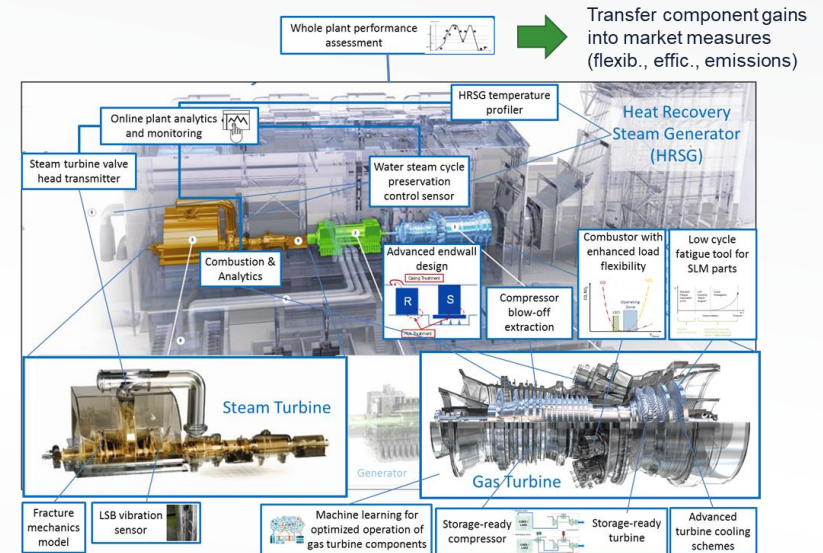 Whole plant performance
assessment
Transfer component gains
into market measures
(flexib., effic., emissions)
HRSG temperature
profiler
Heat Recovery
Steam Generator
(HRSG)
Online plant analytics
and monitoring
Steam turbine valve
head transmitter
Water steam cycle
preservation
control sensor
Combustion &
Analytics
Advanced endwall
design
Casing Treatment
R
S
Compressor
blow-off
extraction
Combustor with
enhanced load
flexibility
Operating
Low cycle
fatigue tool for
SLM parts
Steam Turbine
Generator
Gas Turbine
Fracture
mechanics
model
LSB vibration
sensor
Machine learning for
optimized operation of
gas turbine components
Storage-ready
compressor
Storage-ready
turbine
Advanced
turbine cooling
schemes